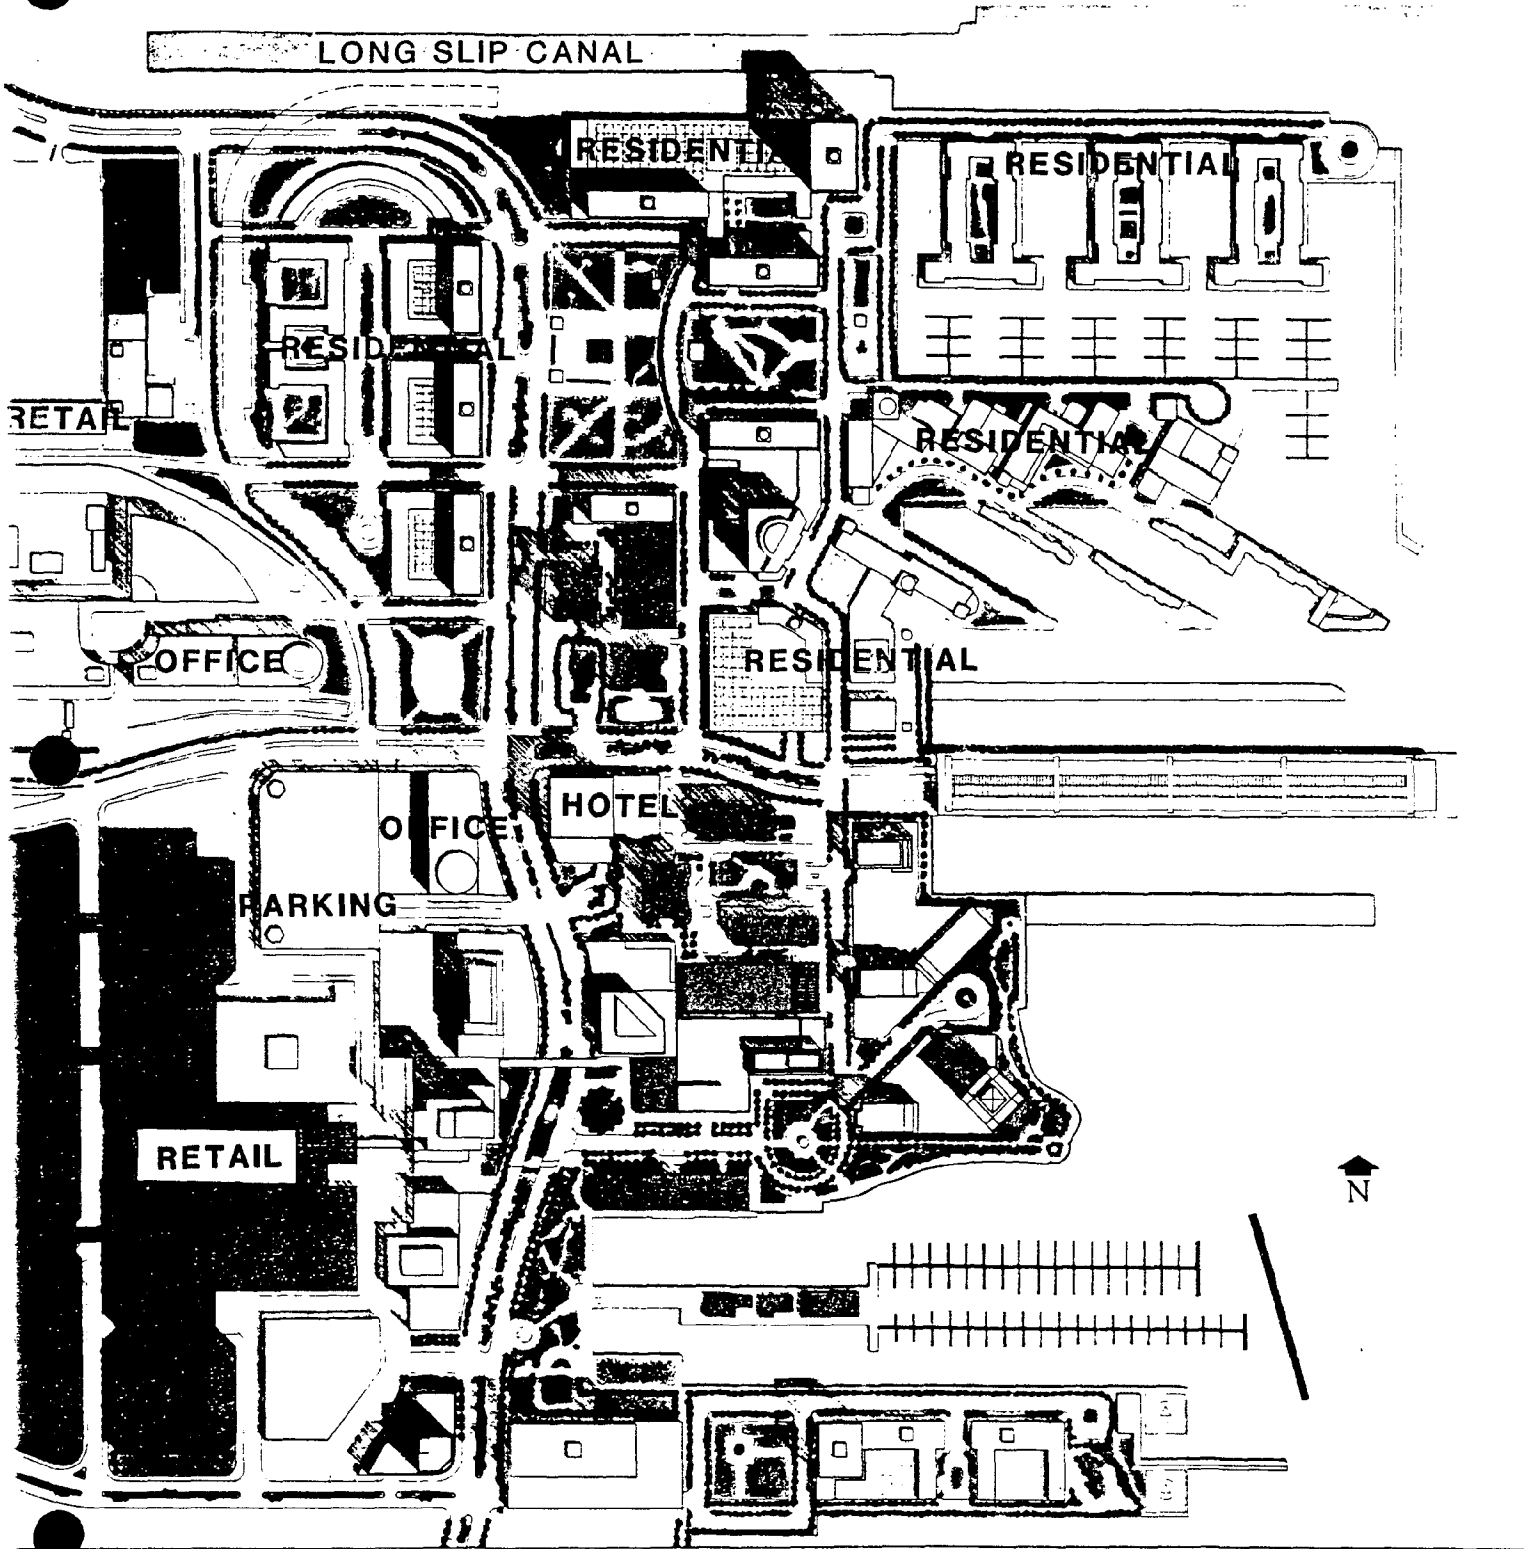 LONG SLIP CANAL
RESIDENTIAL
RESIDENTIAL
RESIDENTIAL
RETAIL
RESIDENTIAL
OFFICE
RESIDENTIAL
HOTEL
OFFICE
PARKING
RETAIL
N